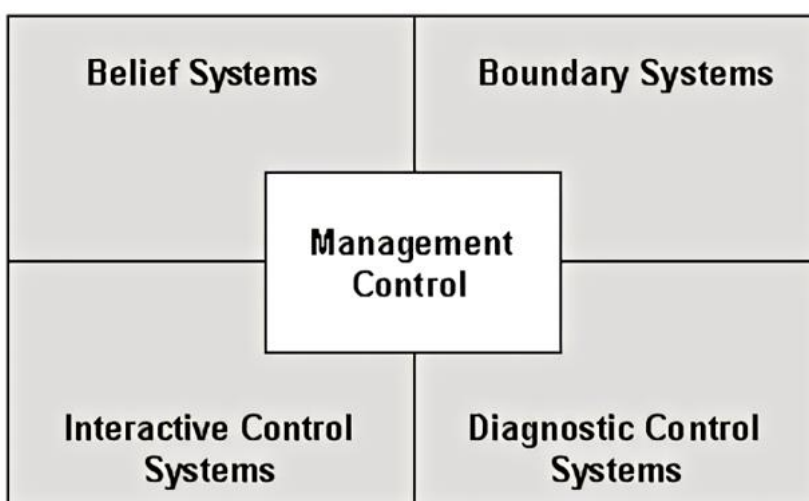 Belief Systems
Boundary Systems
Management
Control
Interactive Control
Systems
Diagnostic Control
Systems